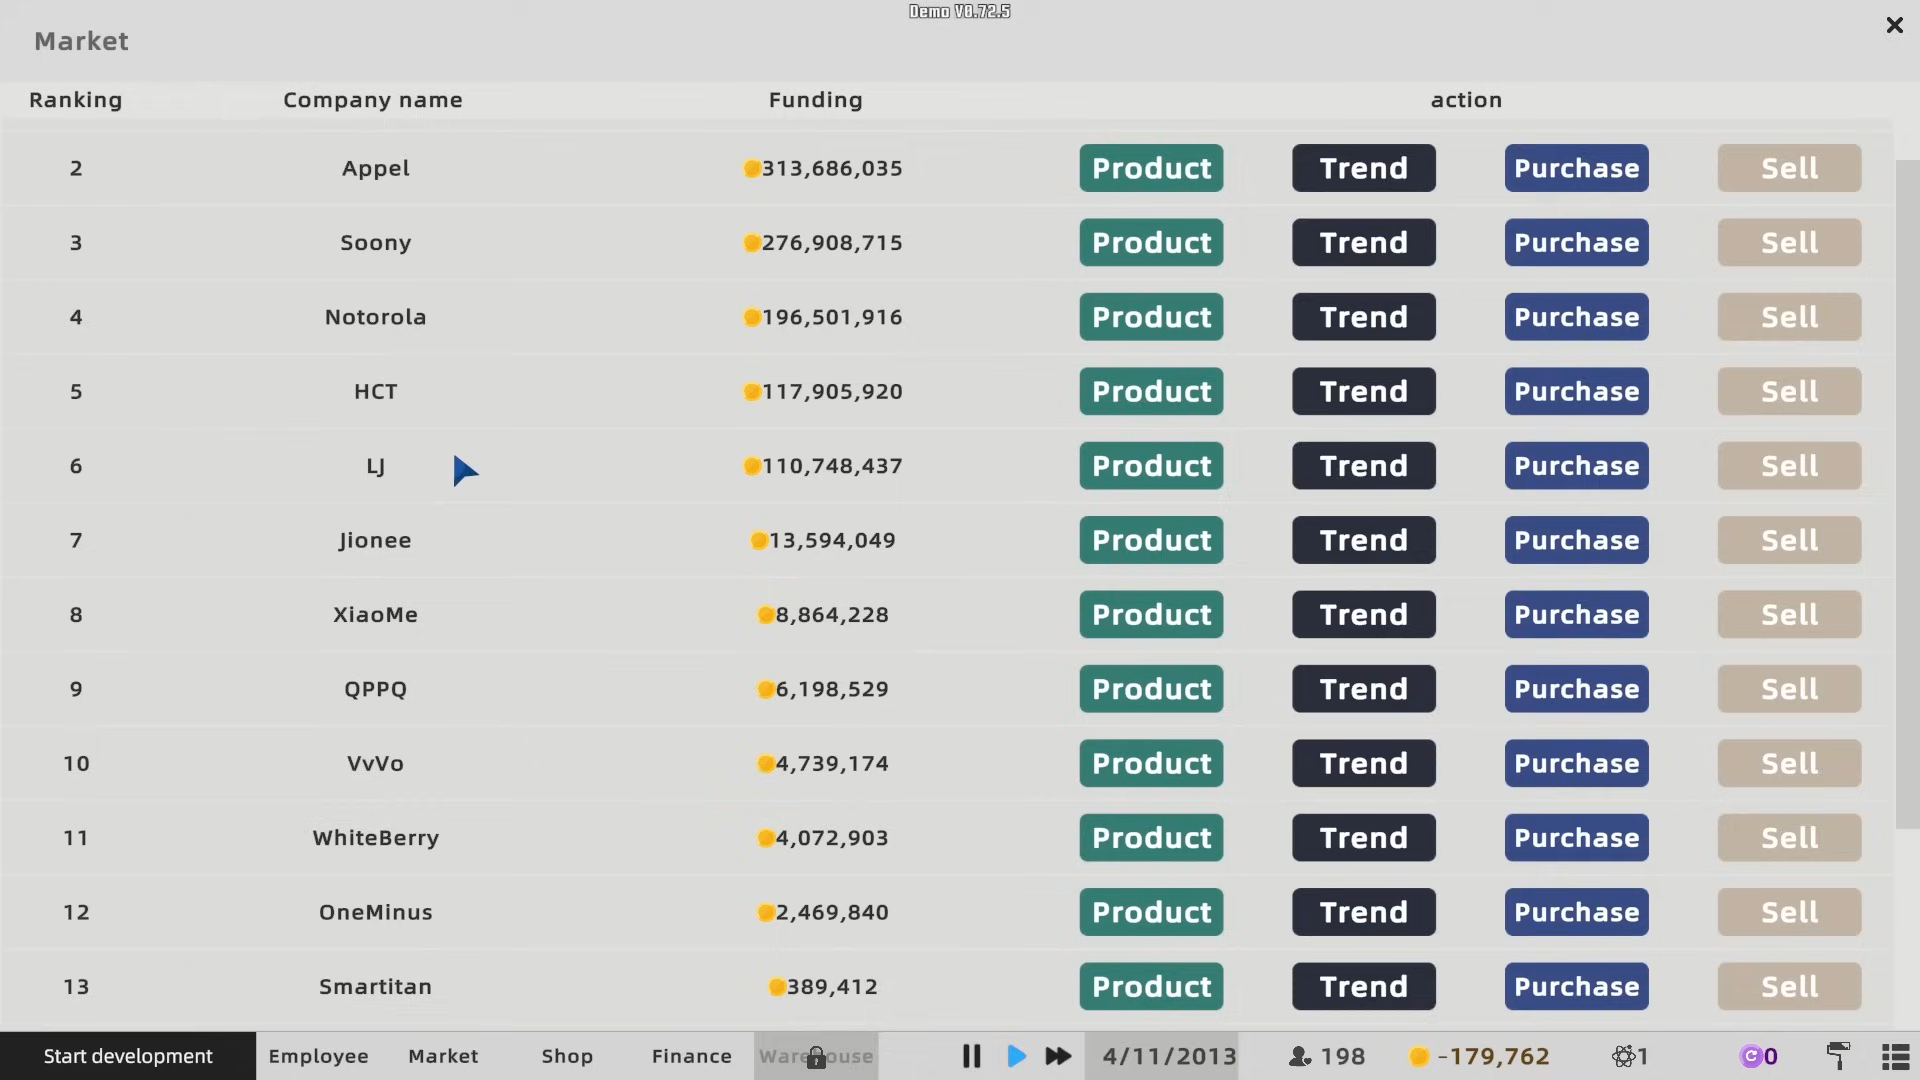 Demo V0.72.5
Market
Ranking Company name Funding action
2 Appel 313,686,035 Product Trend Purchase Sell
3 Soony 276,908,715 Product Trend Purchase Sell
4 Notorola 196,501,916 Product Trend Purchase Sell
5 HCT 117,905,920 Product Trend Purchase Sell
6 LJ 110,748,437 Product Trend Purchase Sell
7 Jionee 13,594,049 Product Trend Purchase Sell
8 XiaoMe 8,864,228 Product Trend Purchase Sell
9 QPPQ 6,198,529 Product Trend Purchase Sell
10 VvVo 4,739,174 Product Trend Purchase Sell
11 WhiteBerry 4,072,903 Product Trend Purchase Sell
12 OneMinus 2,469,840 Product Trend Purchase Sell
13 Smartitan 389,412 Product Trend Purchase Sell
Start development Employee Market Shop Finance Warehouse 4/11/2013 198 -179,762 1 0